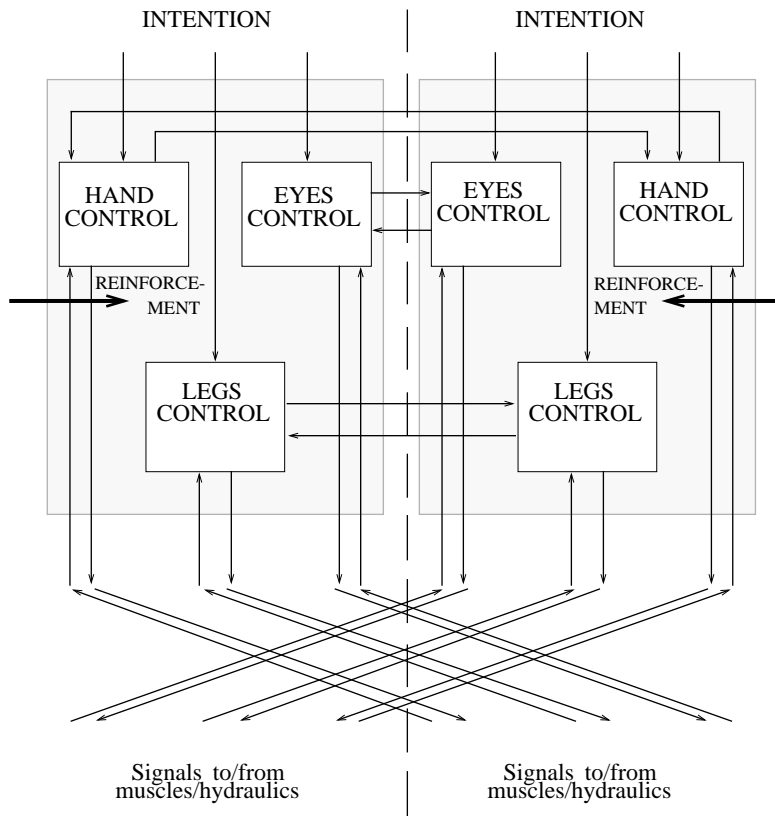 INTENTION
INTENTION
HAND
CONTROL
EYES
CONTROL
EYES
CONTROL
HAND
CONTROL
REINFORCE-
MENT
REINFORCE-
MENT
LEGS
CONTROL
LEGS
CONTROL
Signals to/from
muscles/hydraulics
Signals to/from
muscles/hydraulics